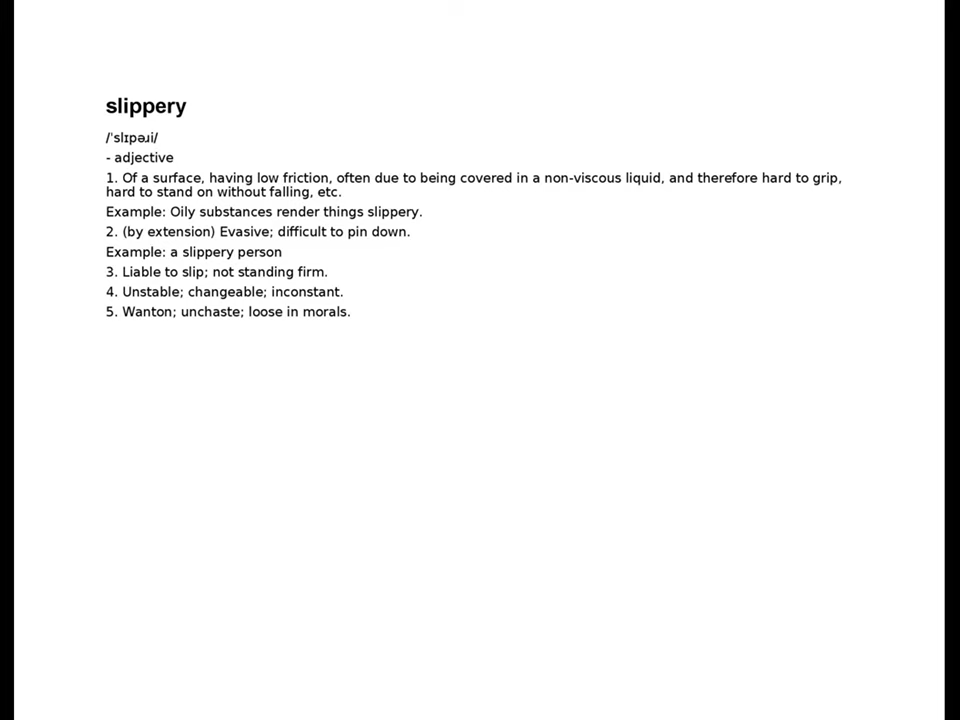 slippery
/ˈslɪpəɹi/
- adjective
1. Of a surface, having low friction, often due to being covered in a non-viscous liquid, and therefore hard to grip,
hard to stand on without falling, etc.
Example: Oily substances render things slippery.
2. (by extension) Evasive; difficult to pin down.
Example: a slippery person
3. Liable to slip; not standing firm.
4. Unstable; changeable; inconstant.
5. Wanton; unchaste; loose in morals.